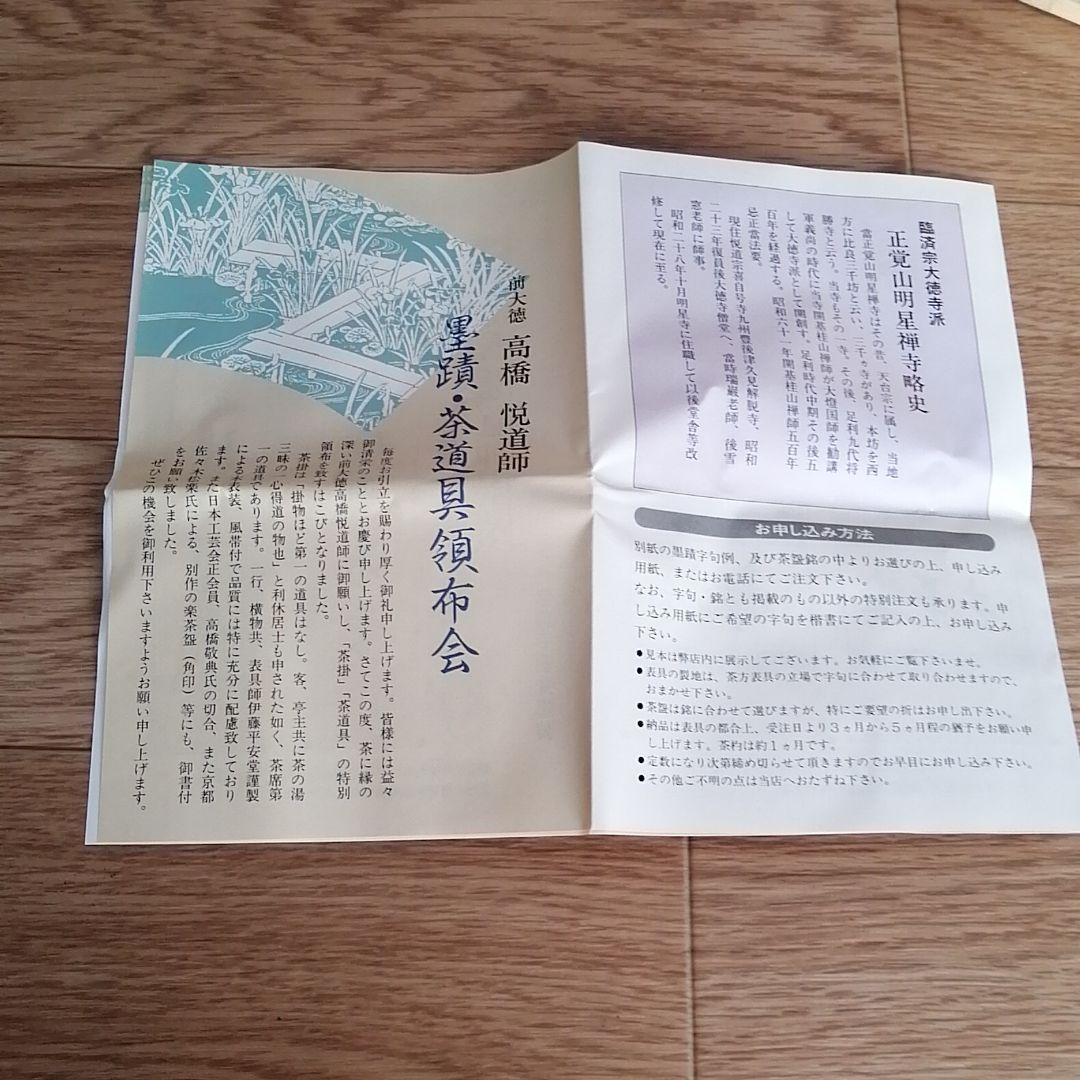 臨済宗大徳寺派
正覚山明星禅寺略史
當正覚山明星禅寺はその昔、天台宗に属し、当地
方に比良三千坊と云い、三千ヶ寺があり、本坊を西
勝寺と云う。当寺もその一寺。その後、足利九代将
軍義尚の時代に当寺開基桂山禅師が大燈国師を勧請
して大徳寺派として開創す。足利時代中期その後五
百年を経過する。昭和六十一年開基桂山禅師五百年
忌正當法要。
現住悦道宗喜自号寺九州豊後津久見解脱寺、昭和
二十三年復員後大徳寺僧堂へ、當時瑞巌老師、後雪
窓老師に師事。
昭和二十八年十月明星寺に住職して以後堂舎等改
修して現在に至る。
お申し込み方法
別紙の墨蹟字句例、及び茶盌銘の中よりお選びの上、申し込み
用紙、またはお電話にてご注文下さい。
なお、字句・銘とも掲載のもの以外の特別注文も承ります。申
し込み用紙にご希望の字句を楷書にてご記入の上、お申し込み
下さい。
●見本は弊店内に展示してございます。お気軽にご覧下さいませ。
●表具の裂地は、茶方表具の立場で字句に合わせて取り合わせますので、
おまかせ下さい。
●茶盌は銘に合わせて選びますが、特にご要望の折はお申し出下さい。
●納品は表具の都合上、受注日より3ヵ月から5ヵ月程の猶予をお願い申
し上げます。茶杓は約1ヵ月です。
●定数になり次第締め切らせて頂きますのでお早目にお申し込み下さい。
●その他ご不明の点は当店へおたずね下さい。
前大徳 高橋 悦道師
墨蹟・茶道具領布会
毎度お引立を賜わり厚く御礼申し上げます。皆様には益々
御清栄のこととお慶び申し上げます。さてこの度、茶に縁の
深い前大徳高橋悦道師に御願いし、「茶掛」「茶道具」の特別
領布を致すはこびとなりました。
茶掛は「掛物ほど第一の道具はなし。客、亭主共に茶の湯
三昧の心得道の物也」と利休居士も申された如く、茶席第
一の道具であります。一行、横物共、表具師伊藤平安堂謹製
による表装、風帯付で品質には特に充分に配慮致しており
ます。また日本工芸会正会員、高橋敬典氏の切合、また京都
佐々木松楽氏による、別作の楽茶盌（角印）等にも、御書付
をお願い致しました。
ぜひこの機会を御利用下さいますようお願い申し上げます。